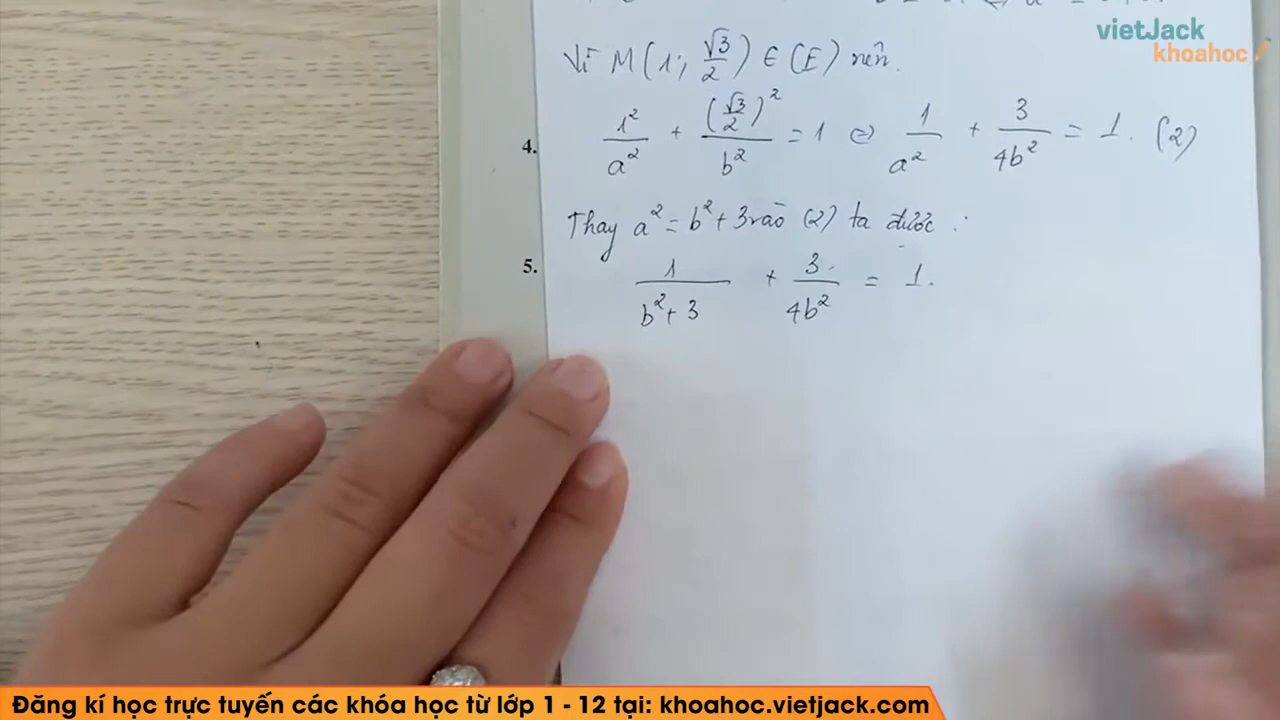 vietJack
khoahoc
Vì M(1; √3/2) ∈ (E) nên.
4.
1²/a² + (√3/2)²/b² = 1 ⇔ 1/a² + 3/4b² = 1. (2)
Thay a² = b² + 3 vào (2) ta được :
5.
1/b²+3 + 3/4b² = 1.
Đăng kí học trực tuyến các khóa học từ lớp 1 - 12 tại: khoahoc.vietjack.com